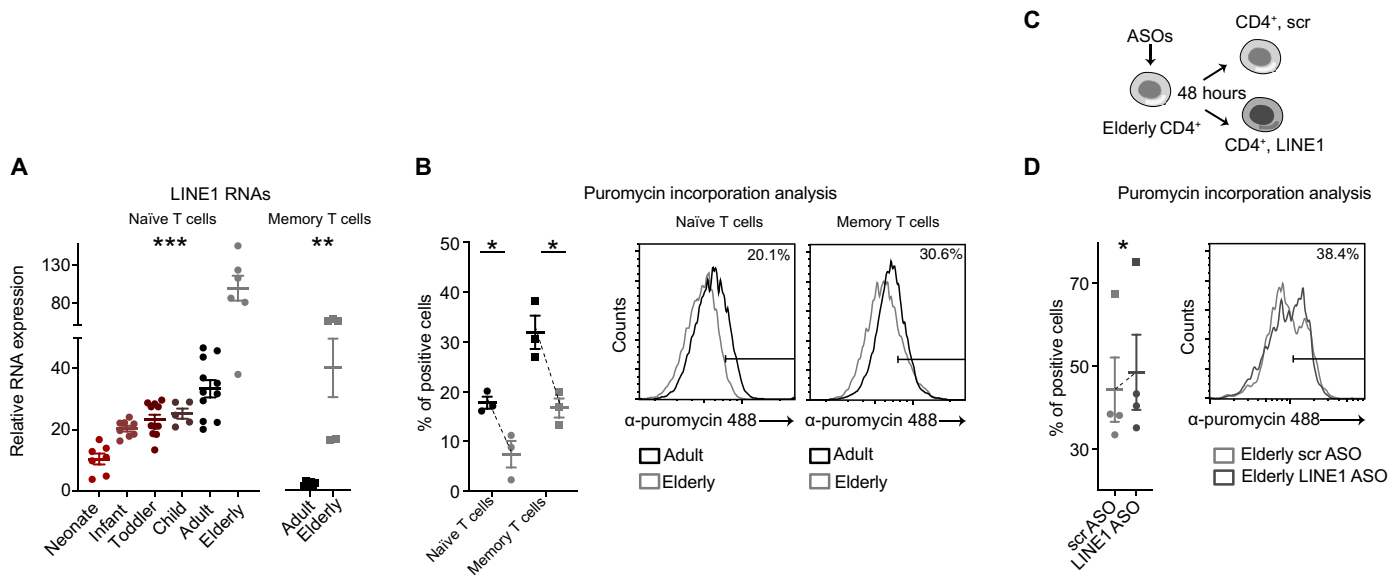 A
LINE1 RNAs
Naïve T cells
Memory T cells
***
**
Relative RNA expression
130
80
40
20
0
Neonate
Infant
Toddler
Child
Adult
Elderly
Adult
Elderly
B
Puromycin incorporation analysis
% of positive cells
50
40
30
20
10
0
*
*
Naïve T cells
Memory T cells
Naïve T cells
20.1%
Counts
α-puromycin 488
Adult
Elderly
Memory T cells
30.6%
α-puromycin 488
Adult
Elderly
C
ASOs
Elderly CD4⁺
48 hours
CD4⁺, scr
CD4⁺, LINE1
D
Puromycin incorporation analysis
% of positive cells
70
50
30
*
scr ASO
LINE1 ASO
38.4%
Counts
α-puromycin 488
Elderly scr ASO
Elderly LINE1 ASO